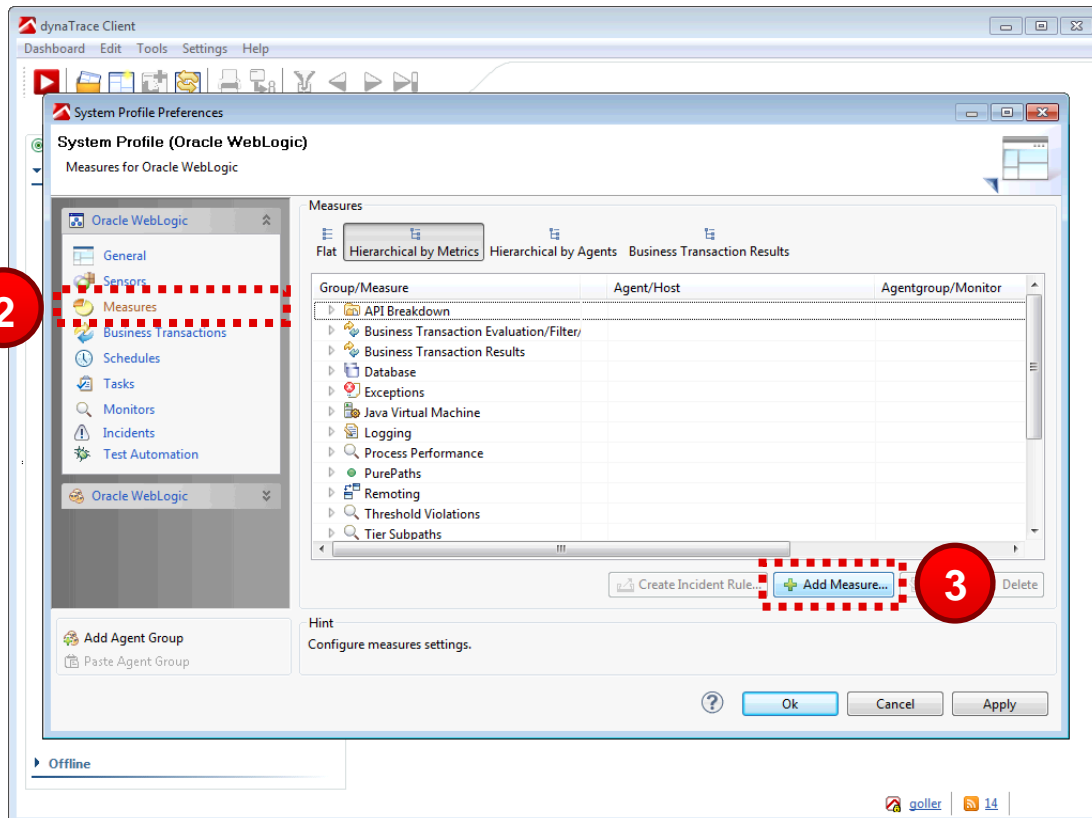 dynaTrace Client
Dashboard Edit Tools Settings Help
System Profile Preferences
System Profile (Oracle WebLogic)
Measures for Oracle WebLogic
Oracle WebLogic
General
Sensors
Measures
Business Transactions
Schedules
Tasks
Monitors
Incidents
Test Automation
Oracle WebLogic
2
Add Agent Group
Paste Agent Group
Measures
Flat Hierarchical by Metrics Hierarchical by Agents Business Transaction Results
Group/Measure Agent/Host Agentgroup/Monitor
API Breakdown
Business Transaction Evaluation/Filter/
Business Transaction Results
Database
Exceptions
Java Virtual Machine
Logging
Process Performance
PurePaths
Remoting
Threshold Violations
Tier Subpaths
Create Incident Rule... Add Measure... 3 Delete
Hint
Configure measures settings.
Ok Cancel Apply
Offline
goller 14